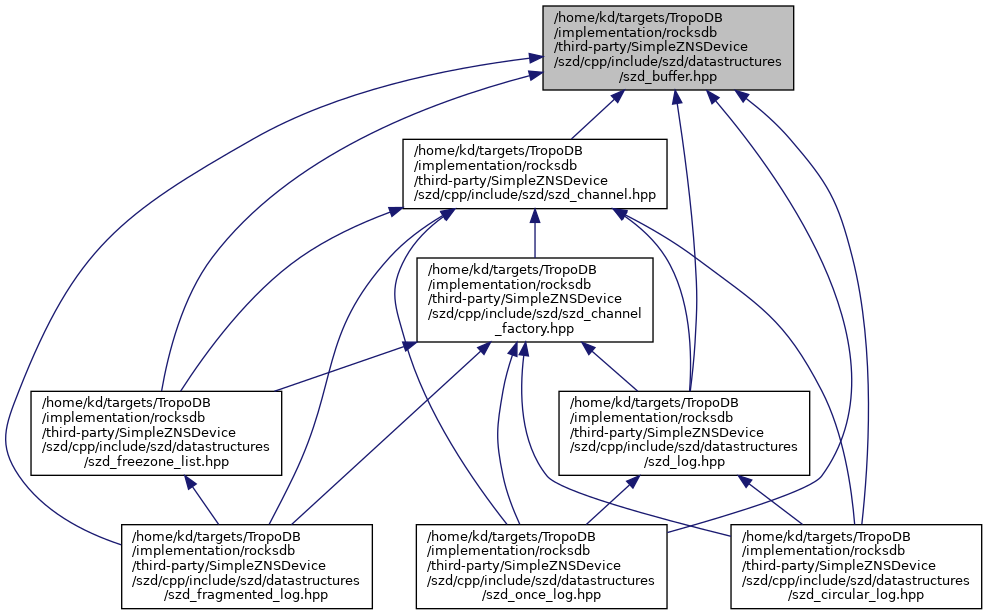 /home/kd/targets/TropoDB
/implementation/rocksdb
/third-party/SimpleZNSDevice
/szd/cpp/include/szd/datastructures
/szd_buffer.hpp
/home/kd/targets/TropoDB
/implementation/rocksdb
/third-party/SimpleZNSDevice
/szd/cpp/include/szd/szd_channel.hpp
/home/kd/targets/TropoDB
/implementation/rocksdb
/third-party/SimpleZNSDevice
/szd/cpp/include/szd/szd_channel
_factory.hpp
/home/kd/targets/TropoDB
/implementation/rocksdb
/third-party/SimpleZNSDevice
/szd/cpp/include/szd/datastructures
/szd_freezone_list.hpp
/home/kd/targets/TropoDB
/implementation/rocksdb
/third-party/SimpleZNSDevice
/szd/cpp/include/szd/datastructures
/szd_log.hpp
/home/kd/targets/TropoDB
/implementation/rocksdb
/third-party/SimpleZNSDevice
/szd/cpp/include/szd/datastructures
/szd_fragmented_log.hpp
/home/kd/targets/TropoDB
/implementation/rocksdb
/third-party/SimpleZNSDevice
/szd/cpp/include/szd/datastructures
/szd_once_log.hpp
/home/kd/targets/TropoDB
/implementation/rocksdb
/third-party/SimpleZNSDevice
/szd/cpp/include/szd/datastructures
/szd_circular_log.hpp